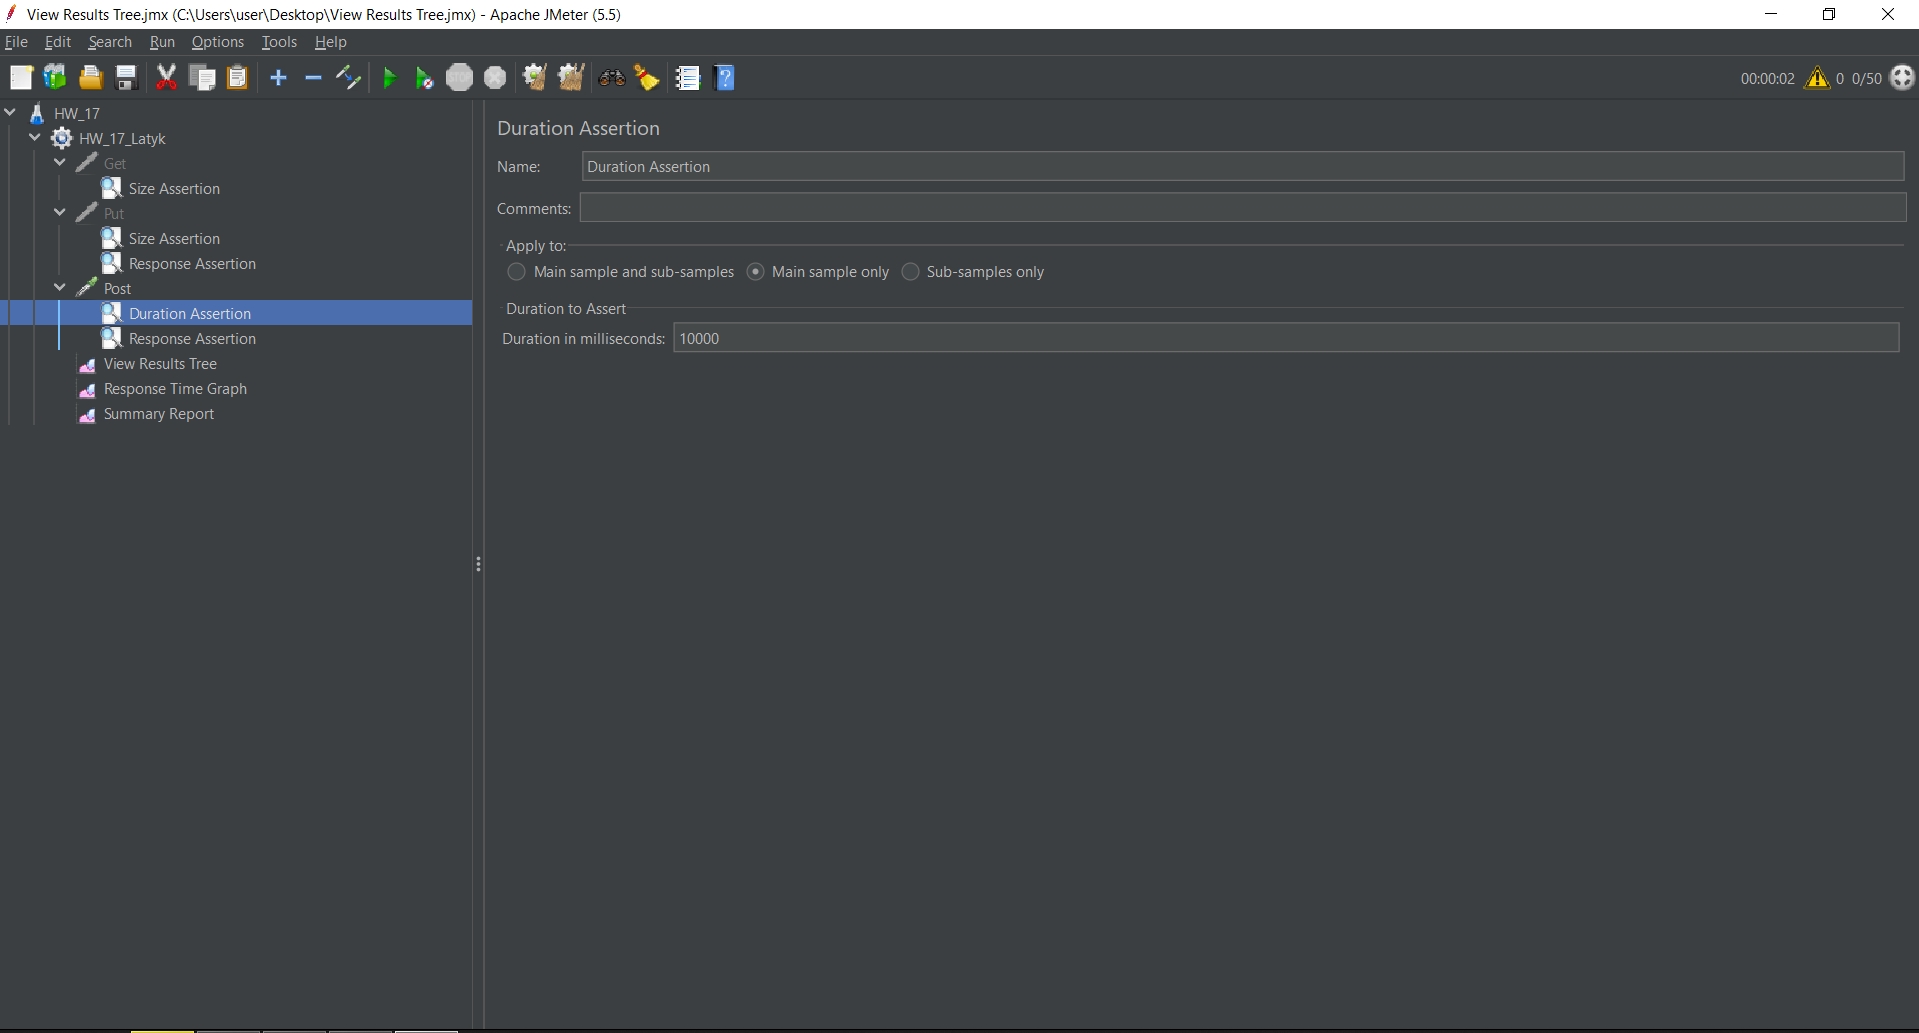 View Results Tree.jmx (C:\Users\user\Desktop\View Results Tree.jmx) - Apache JMeter (5.5)
File Edit Search Run Options Tools Help
STOP
00:00:02 0 0/50
HW_17
HW_17_Latyk
Get
Size Assertion
Put
Size Assertion
Response Assertion
Post
Duration Assertion
Response Assertion
View Results Tree
Response Time Graph
Summary Report
Duration Assertion
Name: Duration Assertion
Comments:
Apply to:
Main sample and sub-samples Main sample only Sub-samples only
Duration to Assert
Duration in milliseconds: 10000